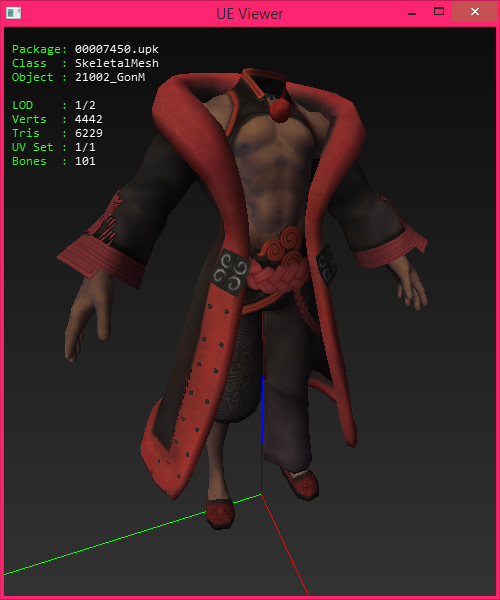 UE Viewer
Package: 00007450.upk
Class : SkeletalMesh
Object : 21002_GonM
LOD : 1/2
Verts : 4442
Tris : 6229
UV Set : 1/1
Bones : 101